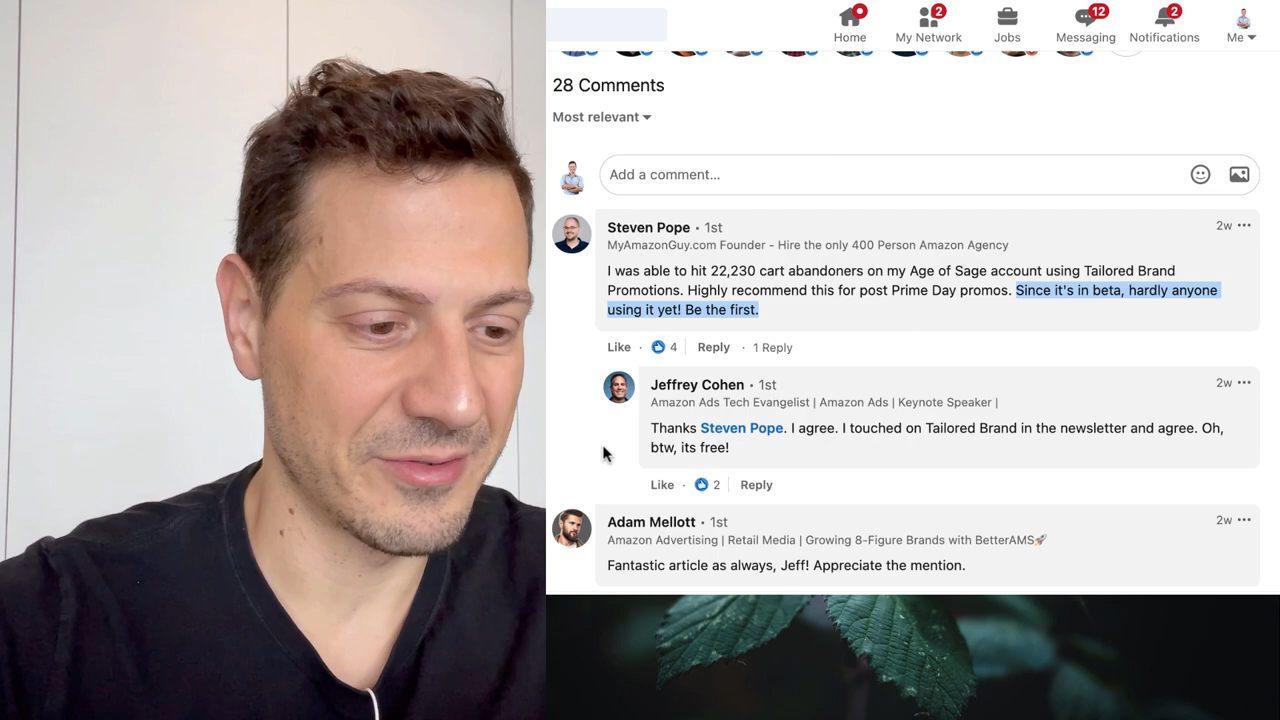 Home
2
My Network
Jobs
12
Messaging
2
Notifications
Me
28 Comments
Most relevant
Add a comment...
Steven Pope • 1st
2w
MyAmazonGuy.com Founder - Hire the only 400 Person Amazon Agency
I was able to hit 22,230 cart abandoners on my Age of Sage account using Tailored Brand
Promotions. Highly recommend this for post Prime Day promos. Since it's in beta, hardly anyone
using it yet! Be the first.
Like · 4 | Reply · 1 Reply
Jeffrey Cohen • 1st
2w
Amazon Ads Tech Evangelist | Amazon Ads | Keynote Speaker |
Thanks Steven Pope. I agree. I touched on Tailored Brand in the newsletter and agree. Oh,
btw, its free!
Like · 2 | Reply
Adam Mellott • 1st
2w
Amazon Advertising | Retail Media | Growing 8-Figure Brands with BetterAMS🚀
Fantastic article as always, Jeff! Appreciate the mention.